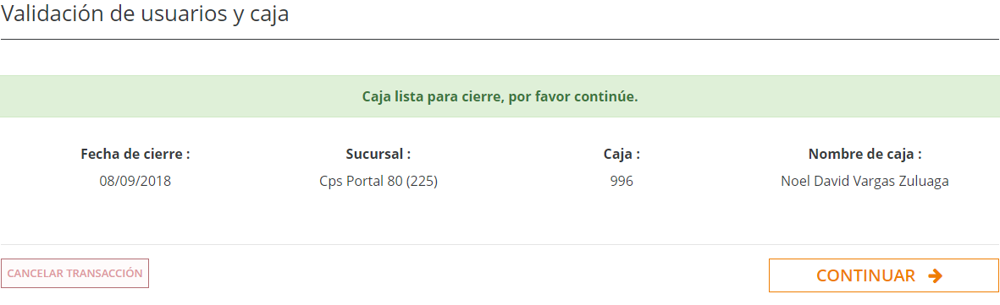 Validación de usuarios y caja
Caja lista para cierre, por favor continúe.
Fecha de cierre : Sucursal : Caja : Nombre de caja :
08/09/2018 Cps Portal 80 (225) 996 Noel David Vargas Zuluaga
CANCELAR TRANSACCIÓN CONTINUAR